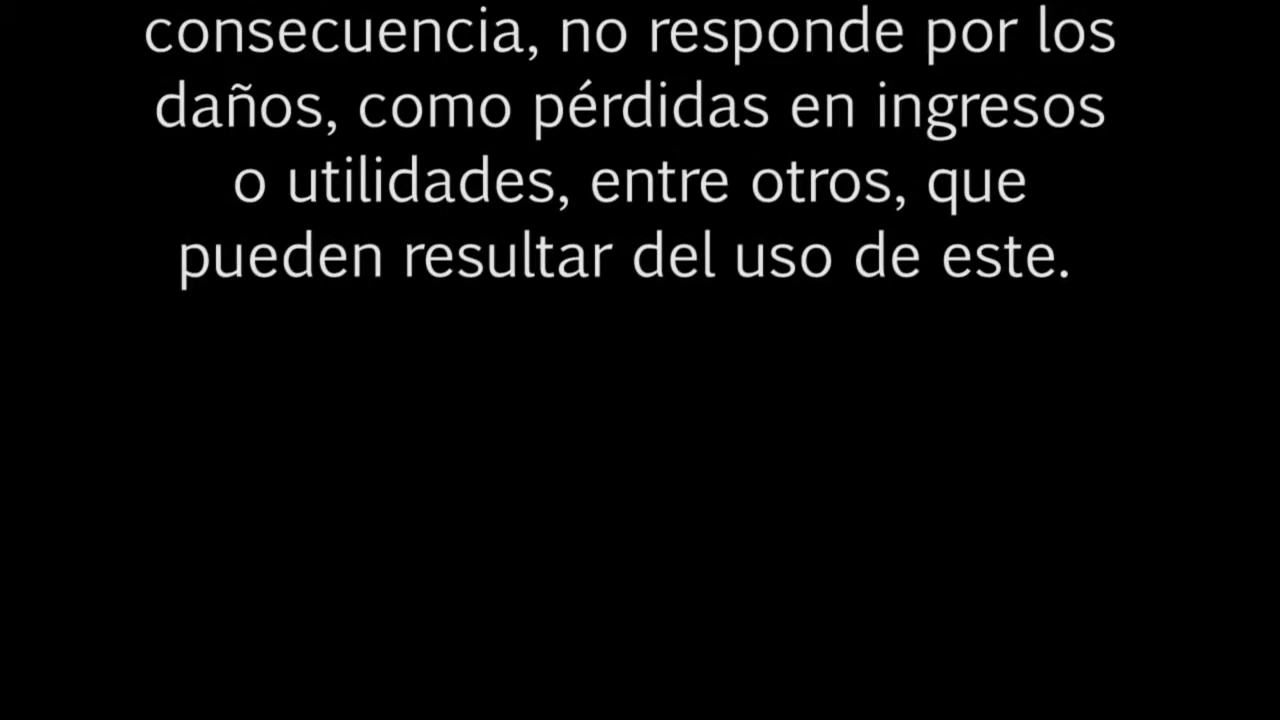 consecuencia, no responde por los
daños, como pérdidas en ingresos
o utilidades, entre otros, que
pueden resultar del uso de este.